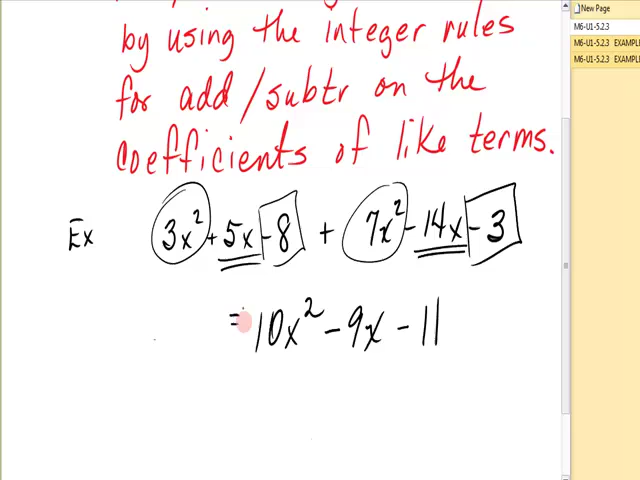 by using the integer rules
for add/subtr on the
coefficients of like terms.
Ex 3x² + 5x - 8 + 7x² - 14x - 3
= 10x² - 9x - 11
New Page
M6-U1-5.2.3
M6-U1-5.2.3 EXAMPLE
M6-U1-5.2.3 EXAMPLE